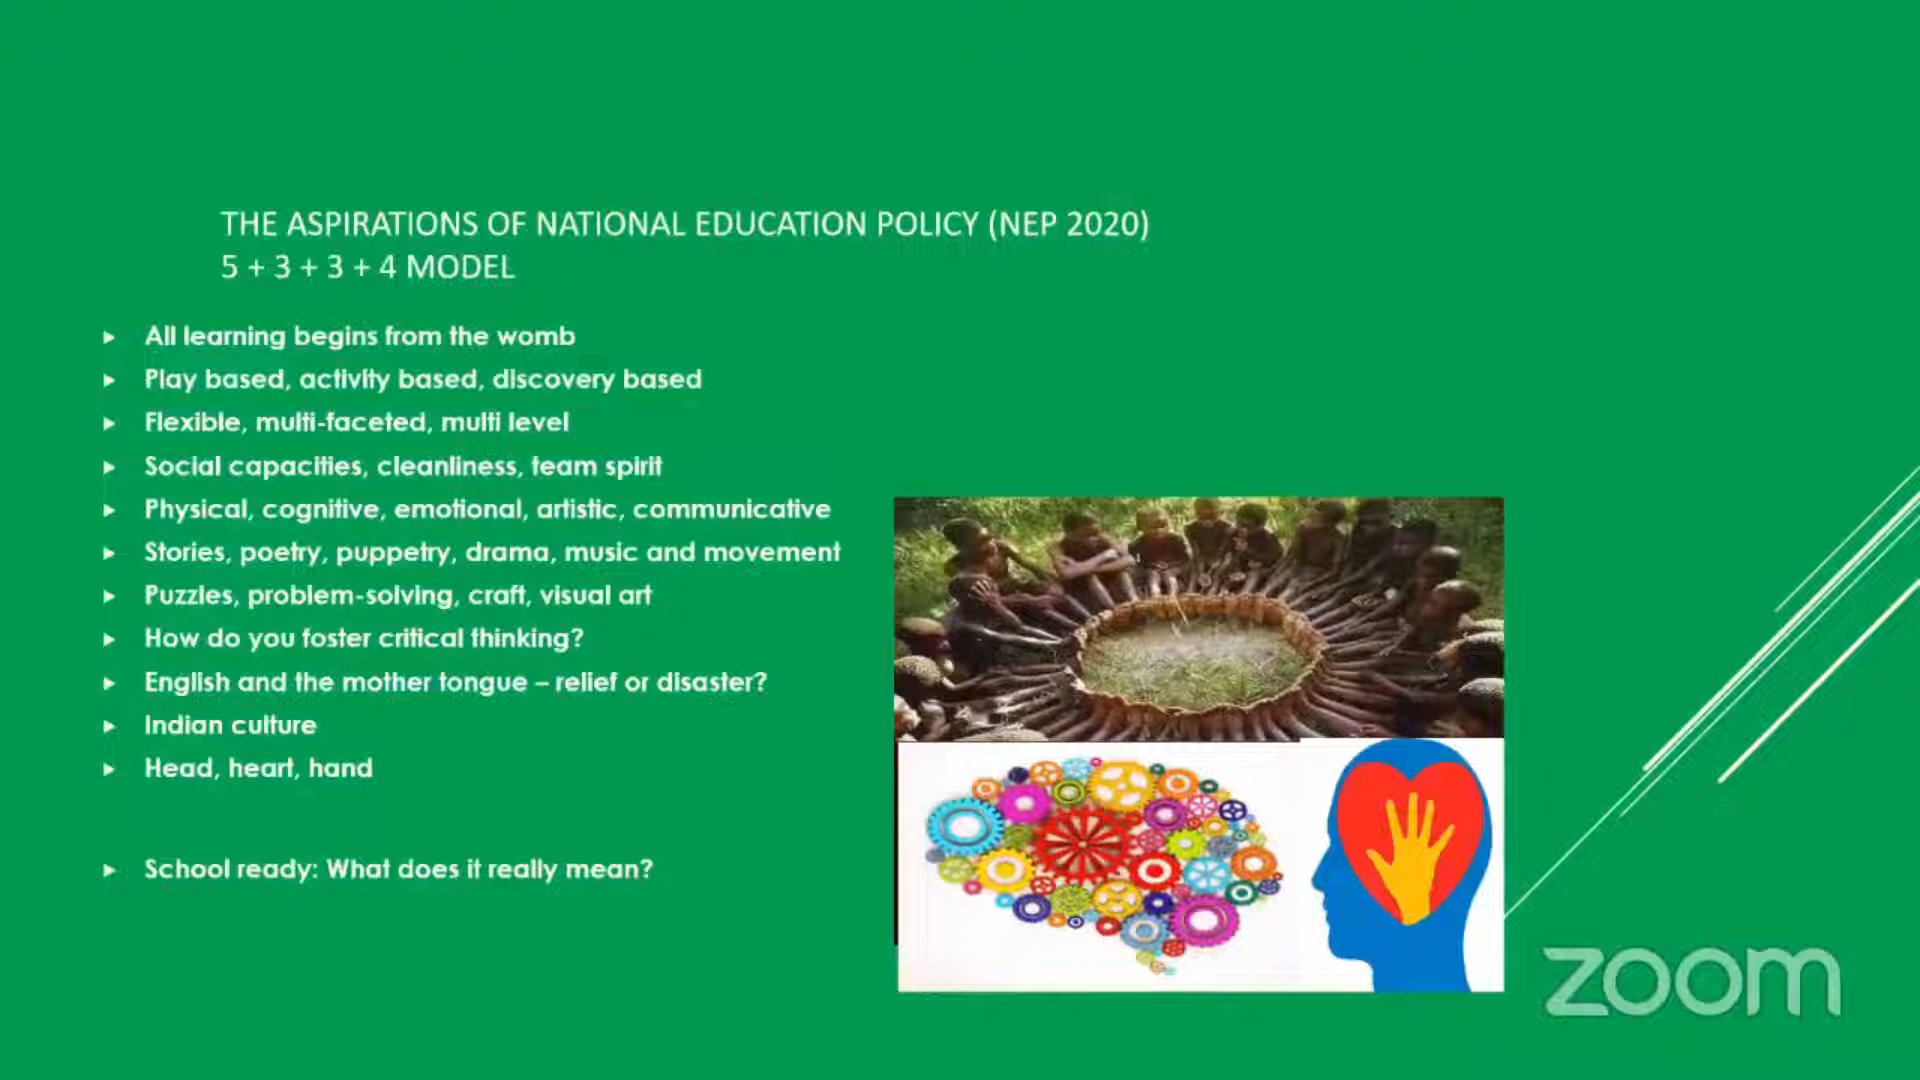 THE ASPIRATIONS OF NATIONAL EDUCATION POLICY (NEP 2020)
5 + 3 + 3 + 4 MODEL
All learning begins from the womb
Play based, activity based, discovery based
Flexible, multi-faceted, multi level
Social capacities, cleanliness, team spirit
Physical, cognitive, emotional, artistic, communicative
Stories, poetry, puppetry, drama, music and movement
Puzzles, problem-solving, craft, visual art
How do you foster critical thinking?
English and the mother tongue – relief or disaster?
Indian culture
Head, heart, hand
School ready: What does it really mean?
zoom